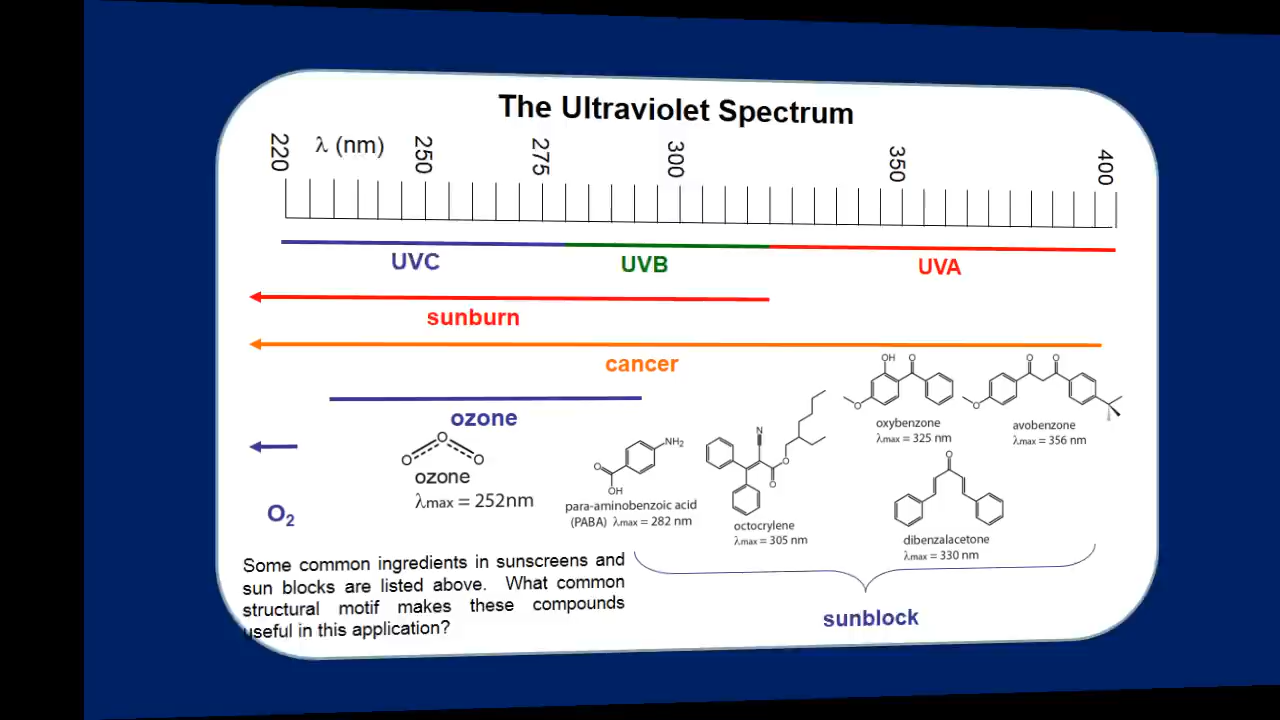 The Ultraviolet Spectrum
220 λ (nm) 250 275 300 350 400
UVC UVB UVA
sunburn
cancer
ozone
O O O
ozone
λmax = 252nm
O2
NH2
O
OH
para-aminobenzoic acid
(PABA) λmax = 282 nm
N
O
O
octocrylene
λmax = 305 nm
OH O
O
oxybenzone
λmax = 325 nm
O O
O
avobenzone
λmax = 356 nm
O
dibenzalacetone
λmax = 330 nm
Some common ingredients in sunscreens and
sun blocks are listed above. What common
structural motif makes these compounds
useful in this application?
sunblock